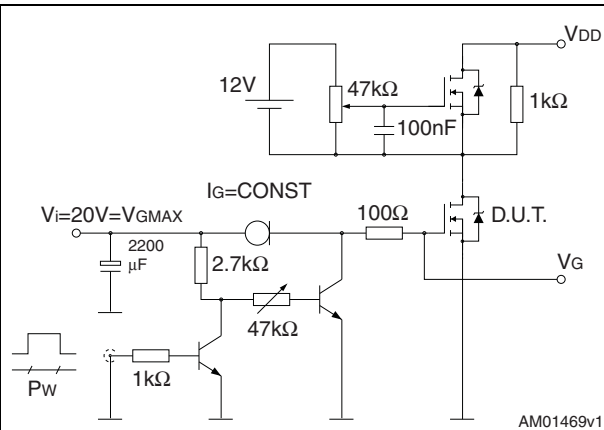 VDD
12V
47kΩ
1kΩ
100nF
IG=CONST
Vi=20V=VGMAX
100Ω
D.U.T.
2200
μF
2.7kΩ
VG
47kΩ
1kΩ
PW
AM01469v1